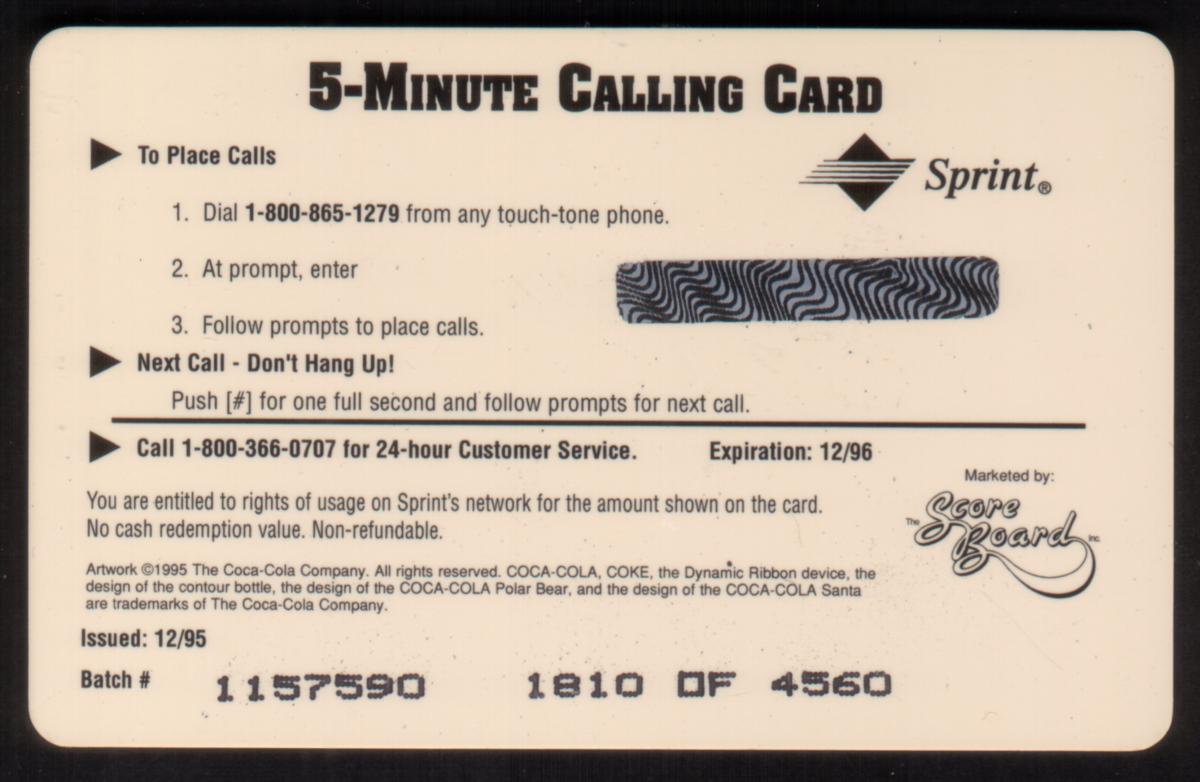 5-MINUTE CALLING CARD
To Place Calls
Sprint®
1. Dial 1-800-865-1279 from any touch-tone phone.
2. At prompt, enter
3. Follow prompts to place calls.
Next Call - Don't Hang Up!
Push [#] for one full second and follow prompts for next call.
Call 1-800-366-0707 for 24-hour Customer Service. Expiration: 12/96
Marketed by:
The Score Board Inc.
You are entitled to rights of usage on Sprint's network for the amount shown on the card.
No cash redemption value. Non-refundable.
Artwork ©1995 The Coca-Cola Company. All rights reserved. COCA-COLA, COKE, the Dynamic Ribbon device, the
design of the contour bottle, the design of the COCA-COLA Polar Bear, and the design of the COCA-COLA Santa
are trademarks of The Coca-Cola Company.
Issued: 12/95
Batch # 1157590 1810 OF 4560